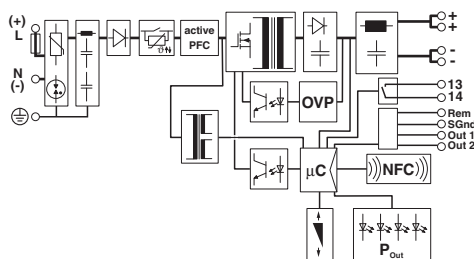 (+)
L
N
(-)
ϑ
active
PFC
OVP
+
+
-
-
13
14
Rem
SGnd
Out 1
Out 2
µC
NFC
P Out